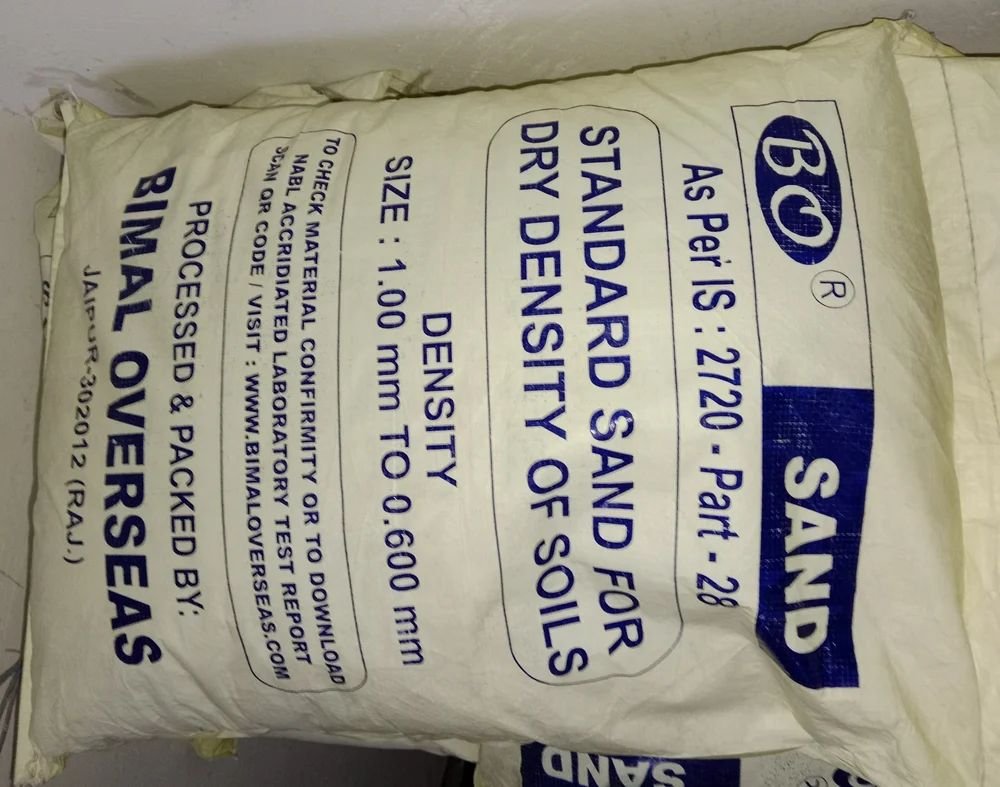 BO ® SAND
As Per IS : 2720 - Part - 28
STANDARD SAND FOR
DRY DENSITY OF SOILS
DENSITY
SIZE : 1.00 mm TO 0.600 mm
TO CHECK MATERIAL CONFIRMITY OR TO DOWNLOAD
NABL ACCRIDIATED LABORATORY TEST REPORT
SCAN QR CODE / VISIT : WWW.BIMALOVERSEAS.COM
PROCESSED & PACKED BY:
BIMAL OVERSEAS
JAIPUR-302012 (RAJ.)
SAND